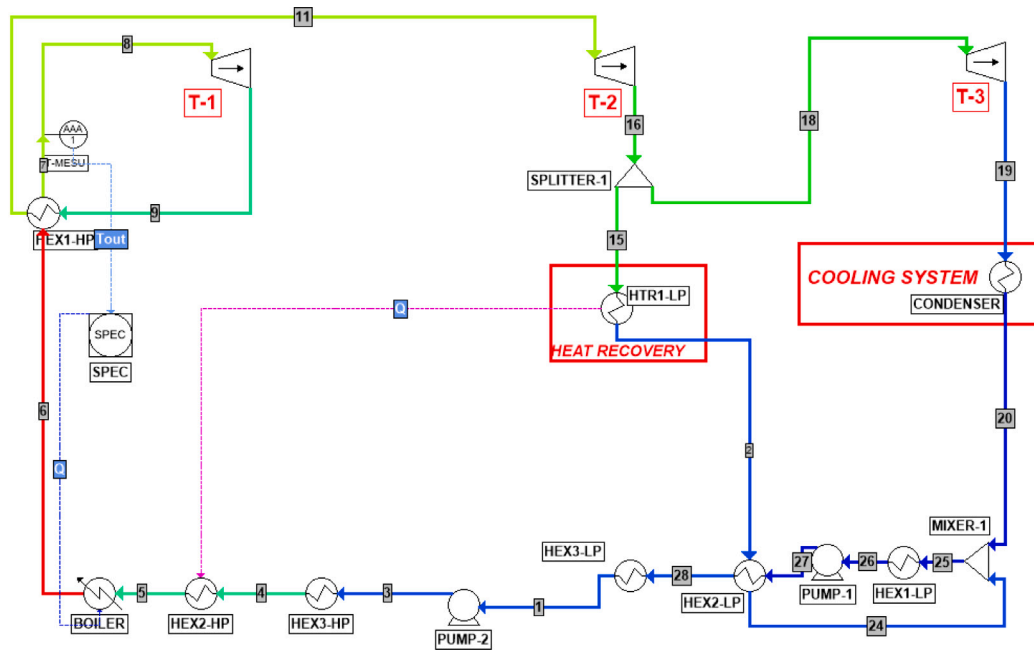 11
8
T-1
AAA
1
T-MESU
7
9
HEX1-HP
Tout
SPEC
SPEC
6
Q
T-2
16
SPLITTER-1
15
18
T-3
19
COOLING SYSTEM
CONDENSER
HTR1-LP
HEAT RECOVERY
Q
20
2
MIXER-1
HEX3-LP
28
27
26
25
PUMP-1
HEX1-LP
HEX2-LP
24
1
PUMP-2
3
HEX3-HP
4
HEX2-HP
5
BOILER